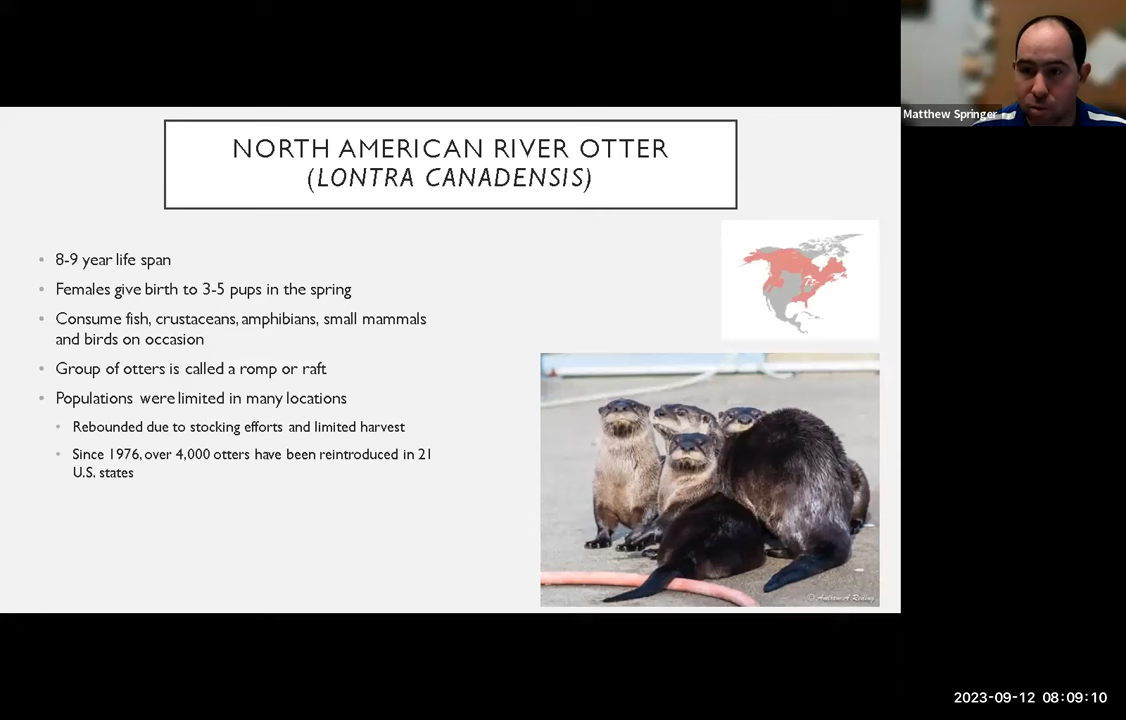 Matthew Springer
NORTH AMERICAN RIVER OTTER
(LONTRA CANADENSIS)
• 8-9 year life span
• Females give birth to 3-5 pups in the spring
• Consume fish, crustaceans, amphibians, small mammals
and birds on occasion
• Group of otters is called a romp or raft
• Populations were limited in many locations
• Rebounded due to stocking efforts and limited harvest
• Since 1976, over 4,000 otters have been reintroduced in 21
U.S. states
© Andrew A Reding
2023-09-12 08:09:10